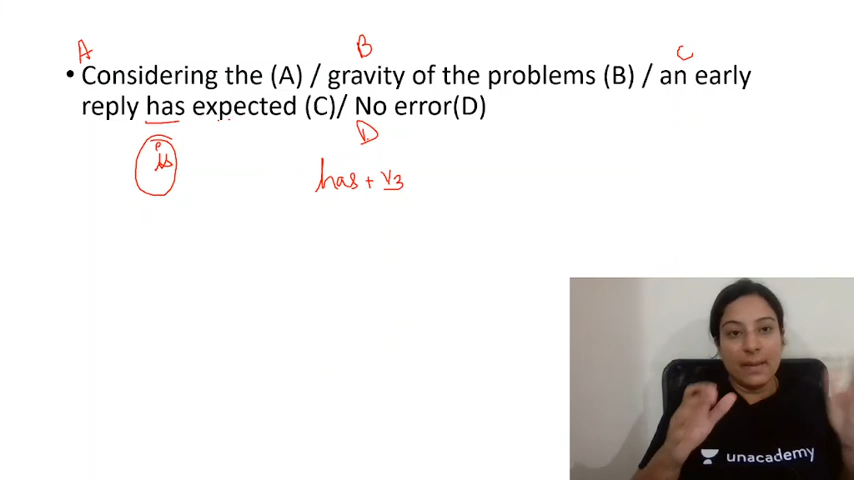 A B C
• Considering the (A) / gravity of the problems (B) / an early
reply has expected (C)/ No error(D)
D
has + V3
unacademy